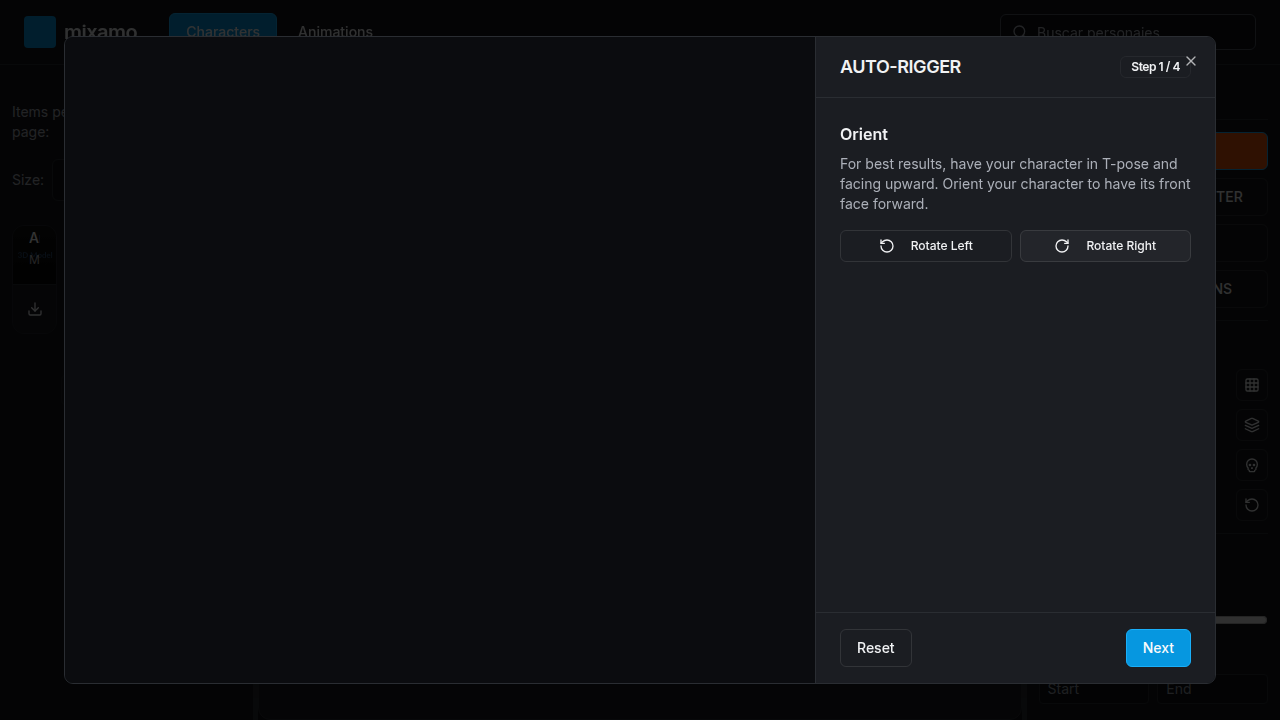 mixamo
Characters
Animations
Buscar personajes
Items pe
page:
Size:
A
M
AUTO-RIGGER
Step 1 / 4
Orient
For best results, have your character in T-pose and
facing upward. Orient your character to have its front
face forward.
Rotate Left
Rotate Right
TER
NS
Reset
Next
Start
End